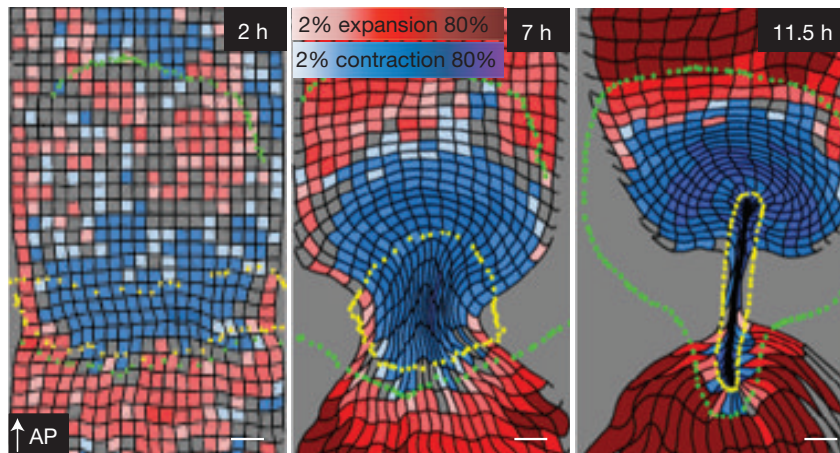 2 h
2% expansion 80%
2% contraction 80%
7 h
11.5 h
AP